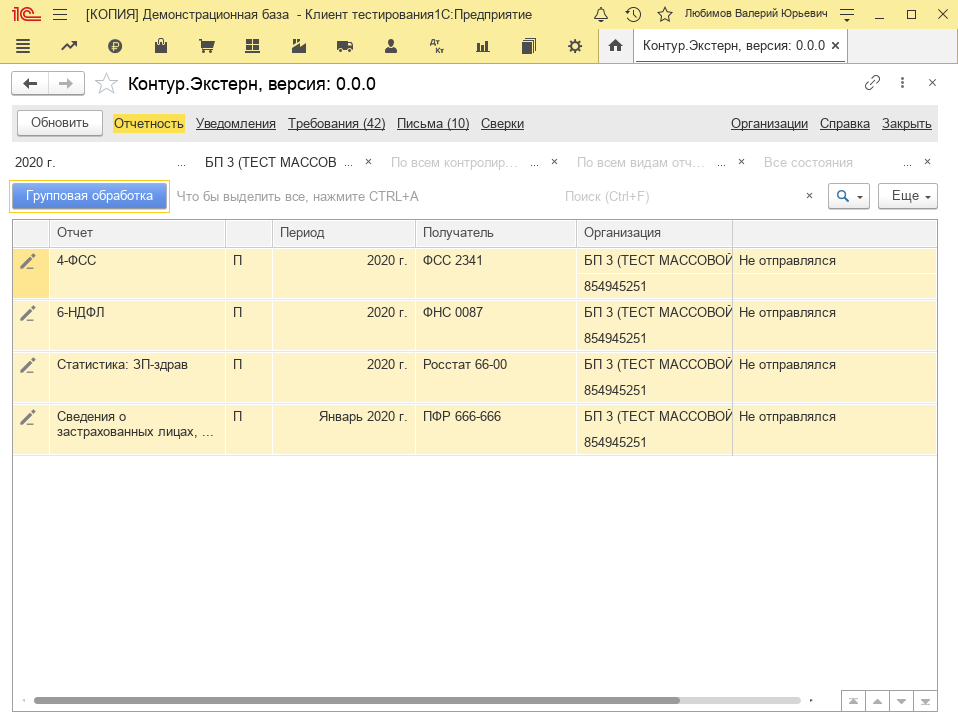 [КОПИЯ] Демонстрационная база - Клиент тестирования1С:Предприятие
Любимов Валерий Юрьевич
Дт Кт
Контур.Экстерн, версия: 0.0.0 ×
Контур.Экстерн, версия: 0.0.0
Обновить Отчетность Уведомления Требования (42) Письма (10) Сверки Организации Справка Закрыть
2020 г. ... БП 3 (ТЕСТ МАССОВ ... × По всем контролир... ... × По всем видам отч... ... × Все состояния ... ×
Групповая обработка Что бы выделить все, нажмите CTRL+A Поиск (Ctrl+F) × Еще
Отчет Период Получатель Организация
4-ФСС П 2020 г. ФСС 2341 БП 3 (ТЕСТ МАССОВОЙ Не отправлялся
854945251
6-НДФЛ П 2020 г. ФНС 0087 БП 3 (ТЕСТ МАССОВОЙ Не отправлялся
854945251
Статистика: ЗП-здрав П 2020 г. Росстат 66-00 БП 3 (ТЕСТ МАССОВОЙ Не отправлялся
854945251
Сведения о П Январь 2020 г. ПФР 666-666 БП 3 (ТЕСТ МАССОВОЙ Не отправлялся
застрахованных лицах, ...
854945251